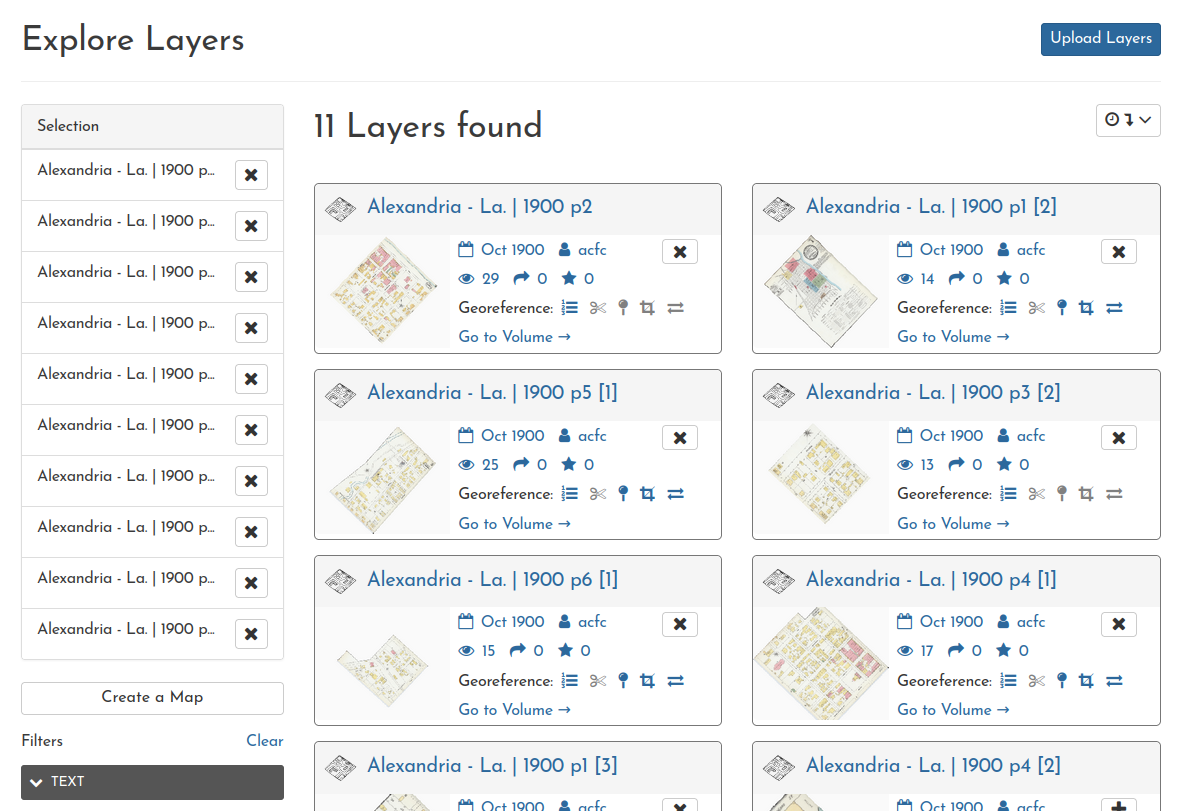 Explore Layers
Upload Layers
Selection
Alexandria - La. | 1900 p...
Alexandria - La. | 1900 p...
Alexandria - La. | 1900 p...
Alexandria - La. | 1900 p...
Alexandria - La. | 1900 p...
Alexandria - La. | 1900 p...
Alexandria - La. | 1900 p...
Alexandria - La. | 1900 p...
Alexandria - La. | 1900 p...
Alexandria - La. | 1900 p...
Create a Map
Filters Clear
TEXT
11 Layers found
Alexandria - La. | 1900 p2
Oct 1900 acfc
29 0 0
Georeference:
Go to Volume →
Alexandria - La. | 1900 p1 [2]
Oct 1900 acfc
14 0 0
Georeference:
Go to Volume →
Alexandria - La. | 1900 p5 [1]
Oct 1900 acfc
25 0 0
Georeference:
Go to Volume →
Alexandria - La. | 1900 p3 [2]
Oct 1900 acfc
13 0 0
Georeference:
Go to Volume →
Alexandria - La. | 1900 p6 [1]
Oct 1900 acfc
15 0 0
Georeference:
Go to Volume →
Alexandria - La. | 1900 p4 [1]
Oct 1900 acfc
17 0 0
Georeference:
Go to Volume →
Alexandria - La. | 1900 p1 [3]
Oct 1900 acfc
Alexandria - La. | 1900 p4 [2]
Oct 1900 acfc